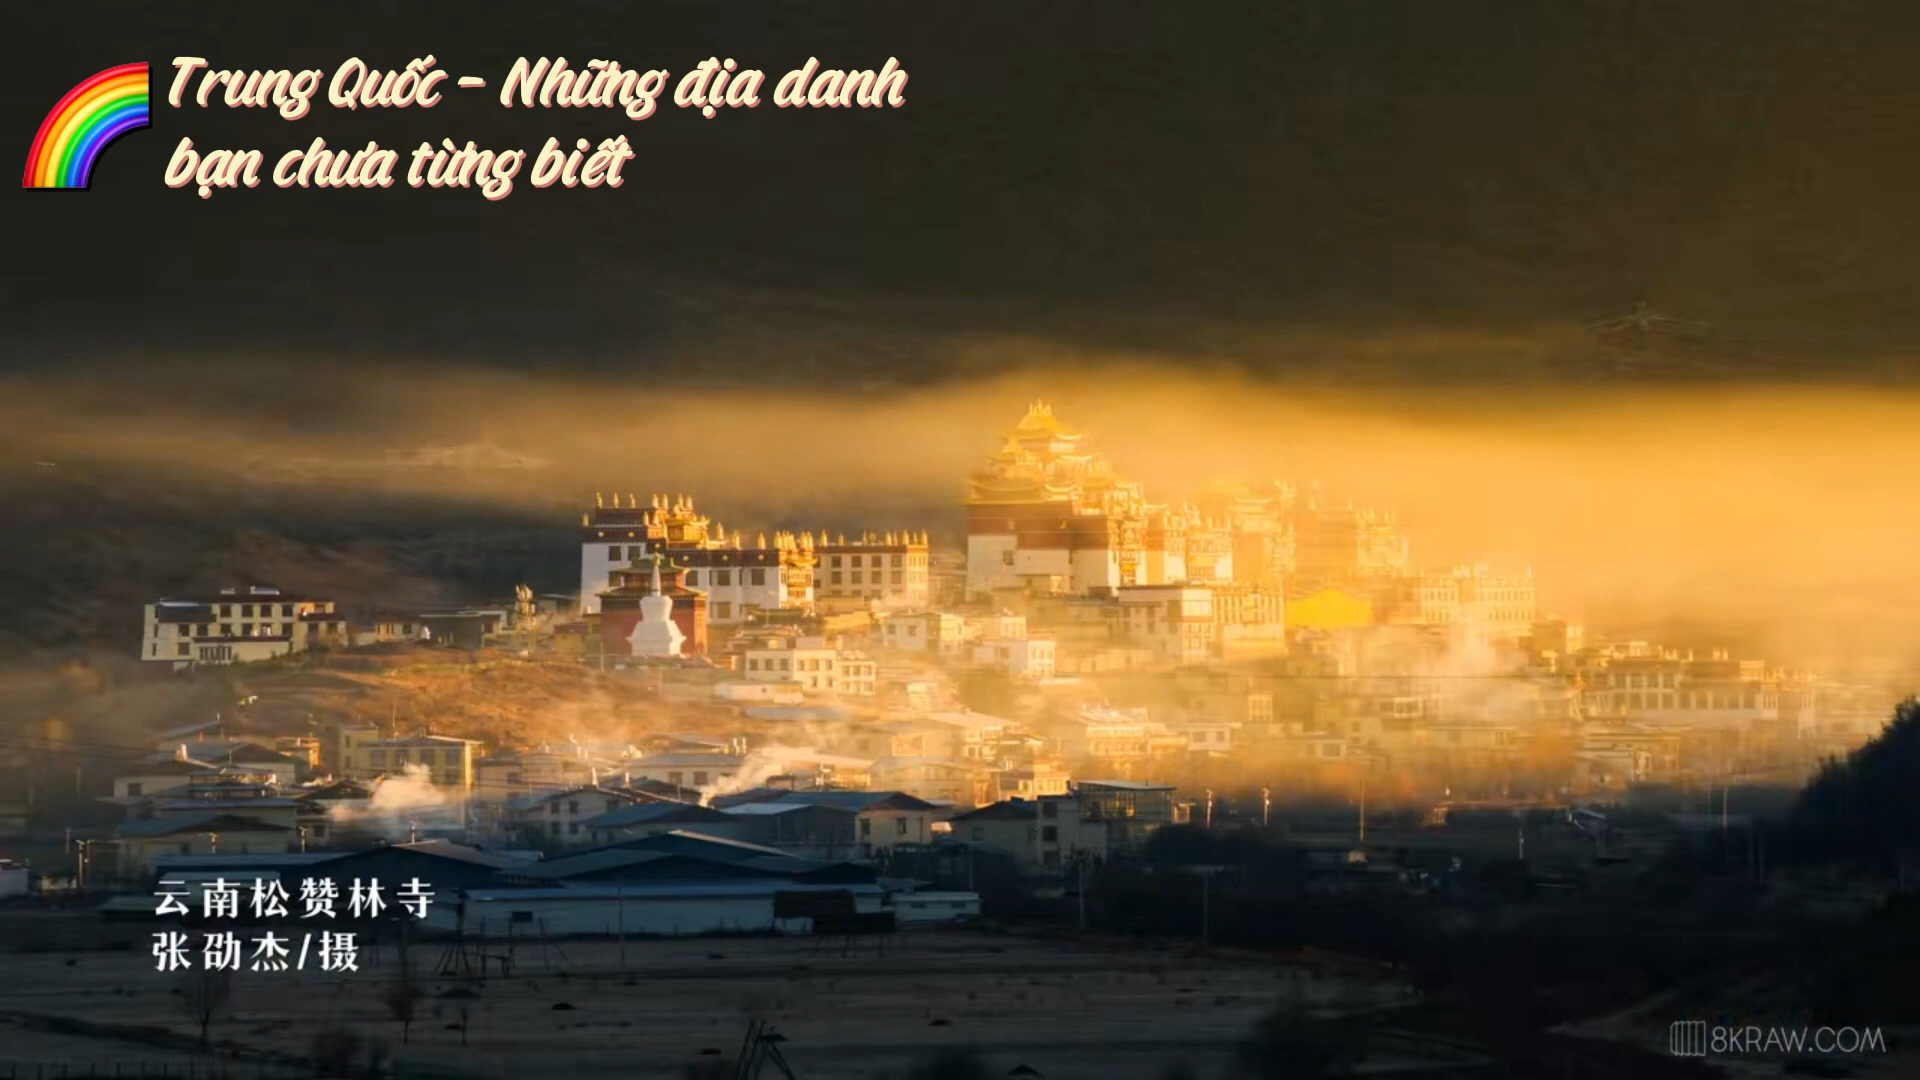 Trung Quốc - Những địa danh
bạn chưa từng biết
云南松赞林寺
张劭杰/摄
8KRAW.COM